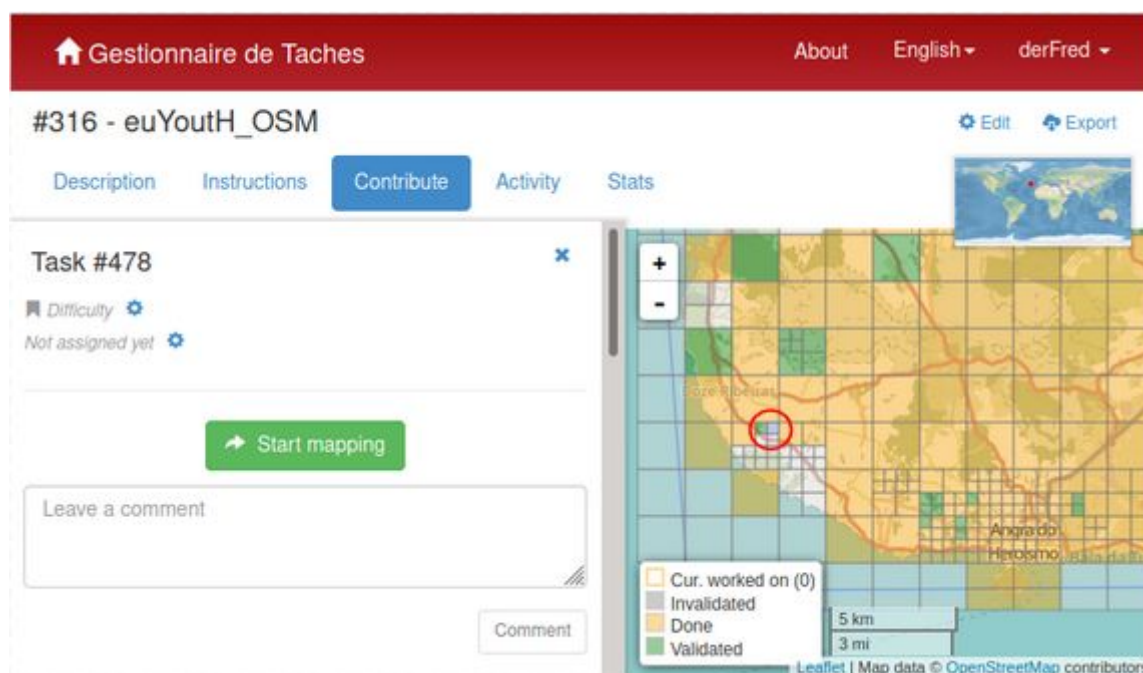 Gestionnaire de Taches
About English derFred
#316 - euYoutH_OSM
Edit Export
Description Instructions Contribute Activity Stats
Task #478
Difficulty
Not assigned yet
Start mapping
Leave a comment
Comment
+
-
Doze Ribeiras
Angra do
Heroísmo
Cur. worked on (0)
Invalidated
Done
Validated
5 km
3 mi
Leaflet | Map data © OpenStreetMap contributors